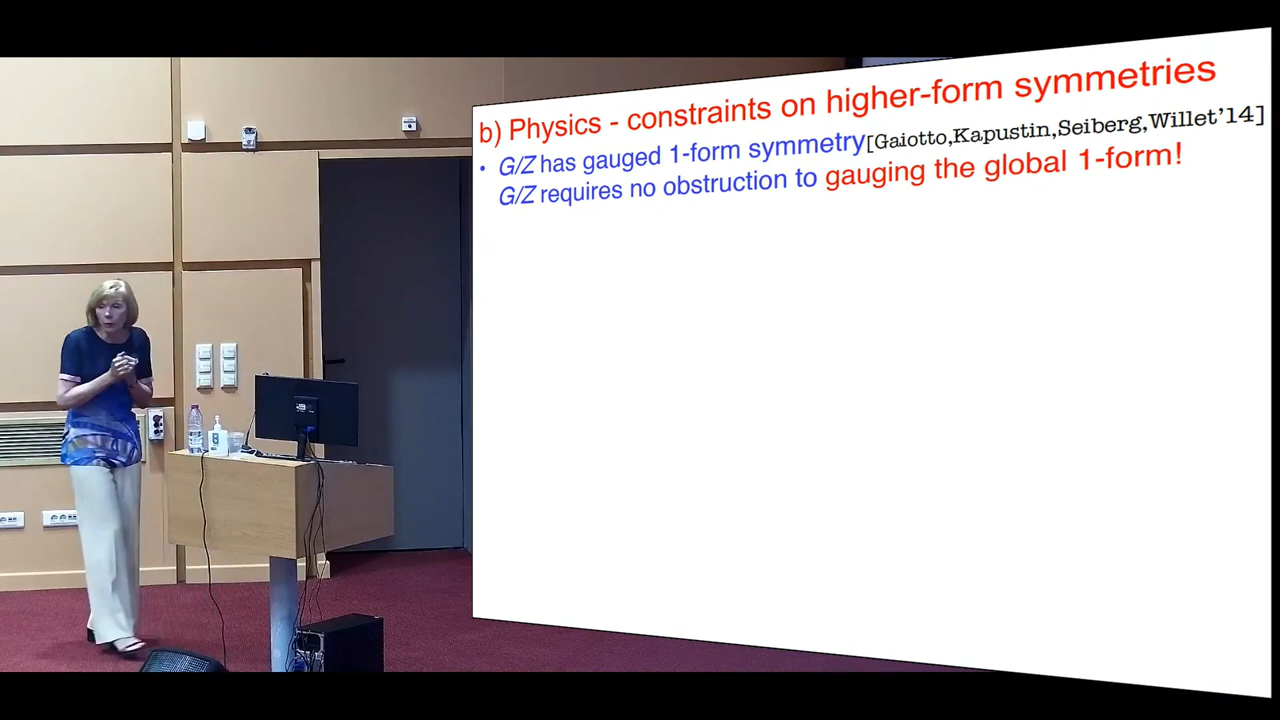 b) Physics - constraints on higher-form symmetries
• G/Z has gauged 1-form symmetry[Gaiotto,Kapustin,Seiberg,Willet’14]
G/Z requires no obstruction to gauging the global 1-form!